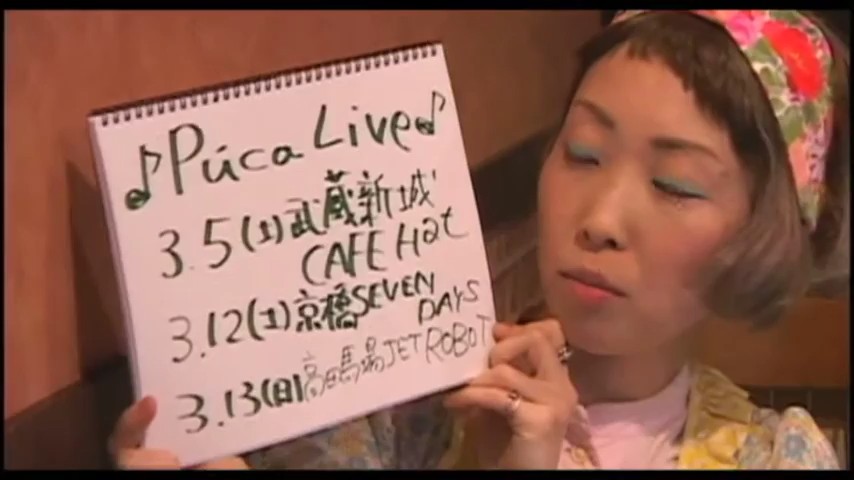 ♪Púca Live♪
3.5(土)武蔵新城
CAFE Hat
3.12(土)京橋SEVEN
DAYS
3.13(日)高田馬場JET ROBOT